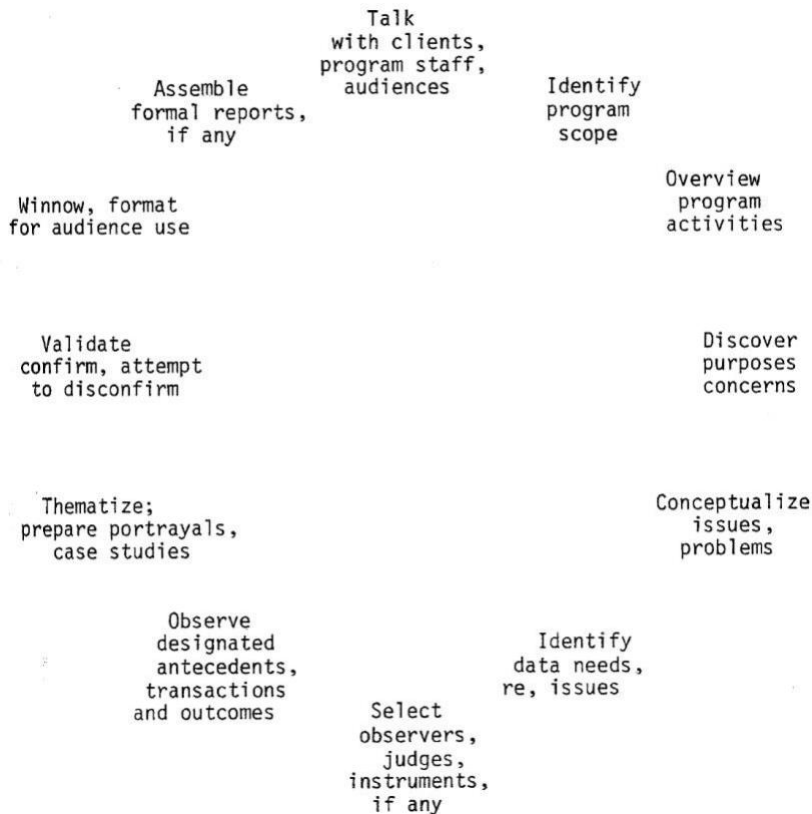 Talk
with clients,
program staff,
audiences
Identify
program
scope
Overview
program
activities
Discover
purposes
concerns
Conceptualize
issues,
problems
Identify
data needs,
re, issues
Select
observers,
judges,
instruments,
if any
Observe
designated
antecedents,
transactions
and outcomes
Thematize;
prepare portrayals,
case studies
Validate
confirm, attempt
to disconfirm
Winnow, format
for audience use
Assemble
formal reports,
if any